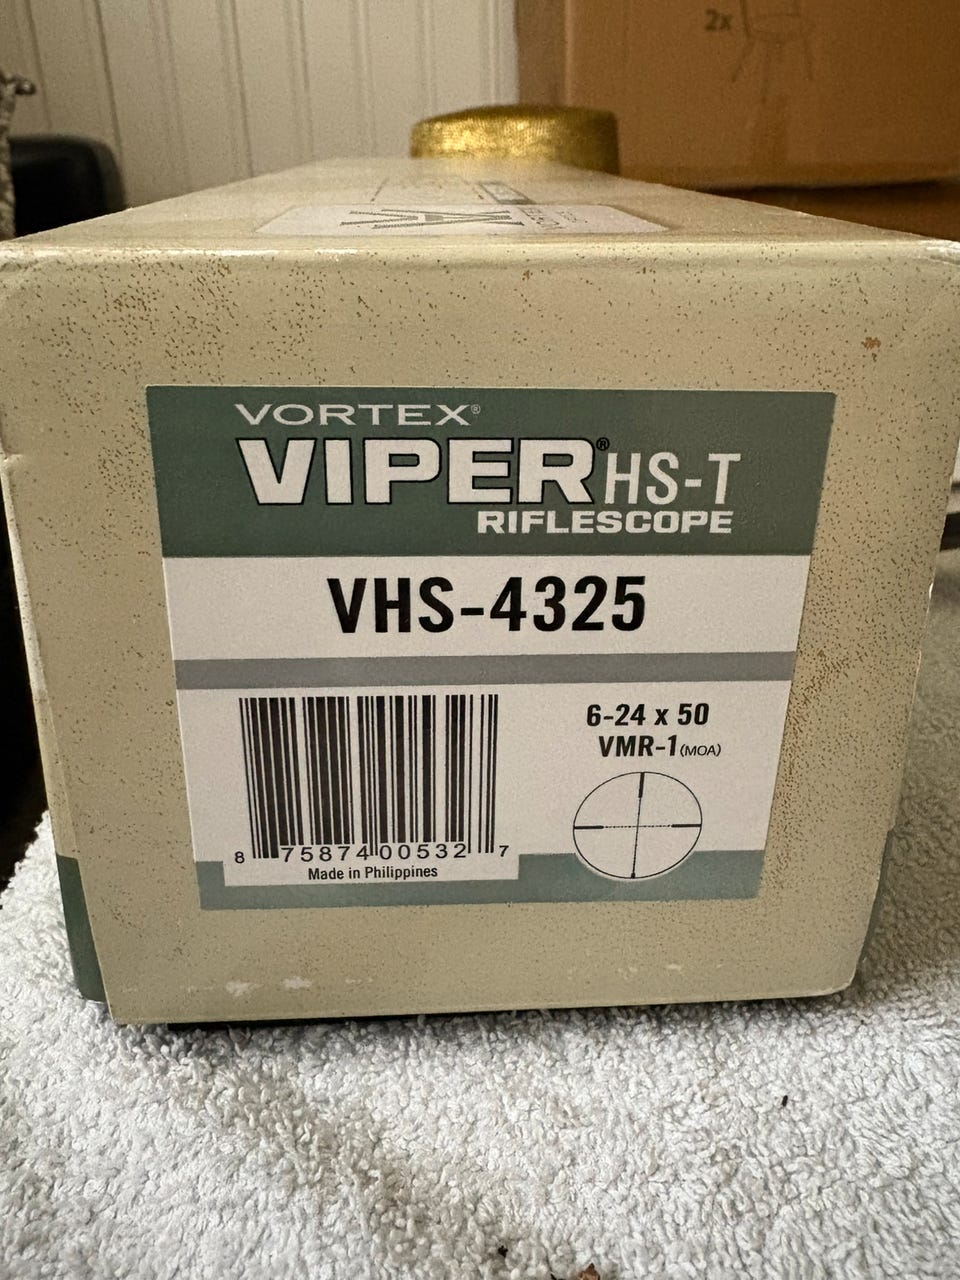 2x
VORTEX®
VIPER® HS-T
RIFLESCOPE
VHS-4325
6-24 x 50
VMR-1 (MOA)
8 75874 00532 7
Made in Philippines